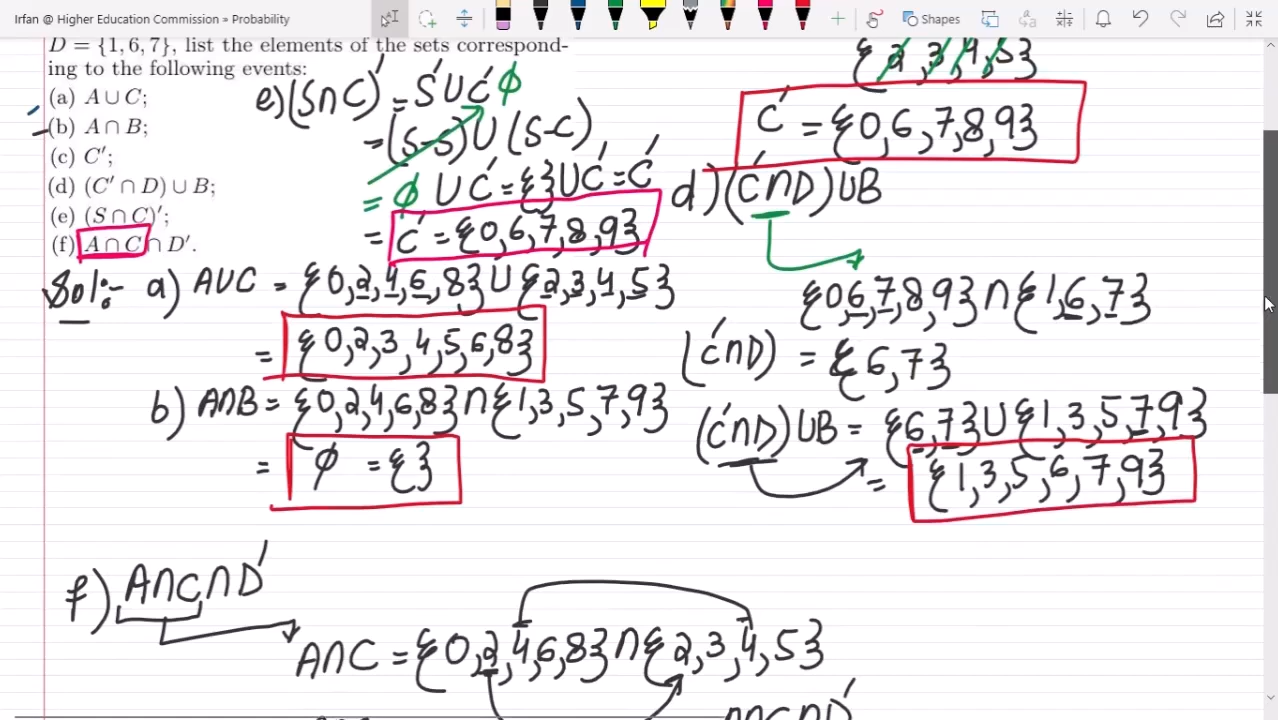 Irfan @ Higher Education Commission » Probability
Shapes
D = {1, 6, 7}, list the elements of the sets correspond-
ing to the following events:
(a) A ∪ C;
(b) A ∩ B;
(c) C′;
(d) (C′ ∩ D) ∪ B;
(e) (S ∩ C)′;
(f) A ∩ C ∩ D′.
e) (S∩C)′ = S′∪C′ ϕ
= (S-S) ∪ (S-C)
= ϕ ∪ C′ = {} ∪ C′ = C′
= C′ = {0,6,7,8,9}
Sol:- a) A∪C = {0,2,4,6,8} ∪ {2,3,4,5}
= {0,2,3,4,5,6,8}
b) A∩B = {0,2,4,6,8} ∩ {1,3,5,7,9}
= ϕ = {}
{2,3,4,5}
C′ = {0,6,7,8,9}
d) (C′∩D)∪B
{0,6,7,8,9} ∩ {1,6,7}
(C′∩D) = {6,7}
(C′∩D)∪B = {6,7} ∪ {1,3,5,7,9}
= {1,3,5,6,7,9}
f) A∩C∩D′
A∩C = {0,2,4,6,8} ∩ {2,3,4,5}
A∩C∩D′